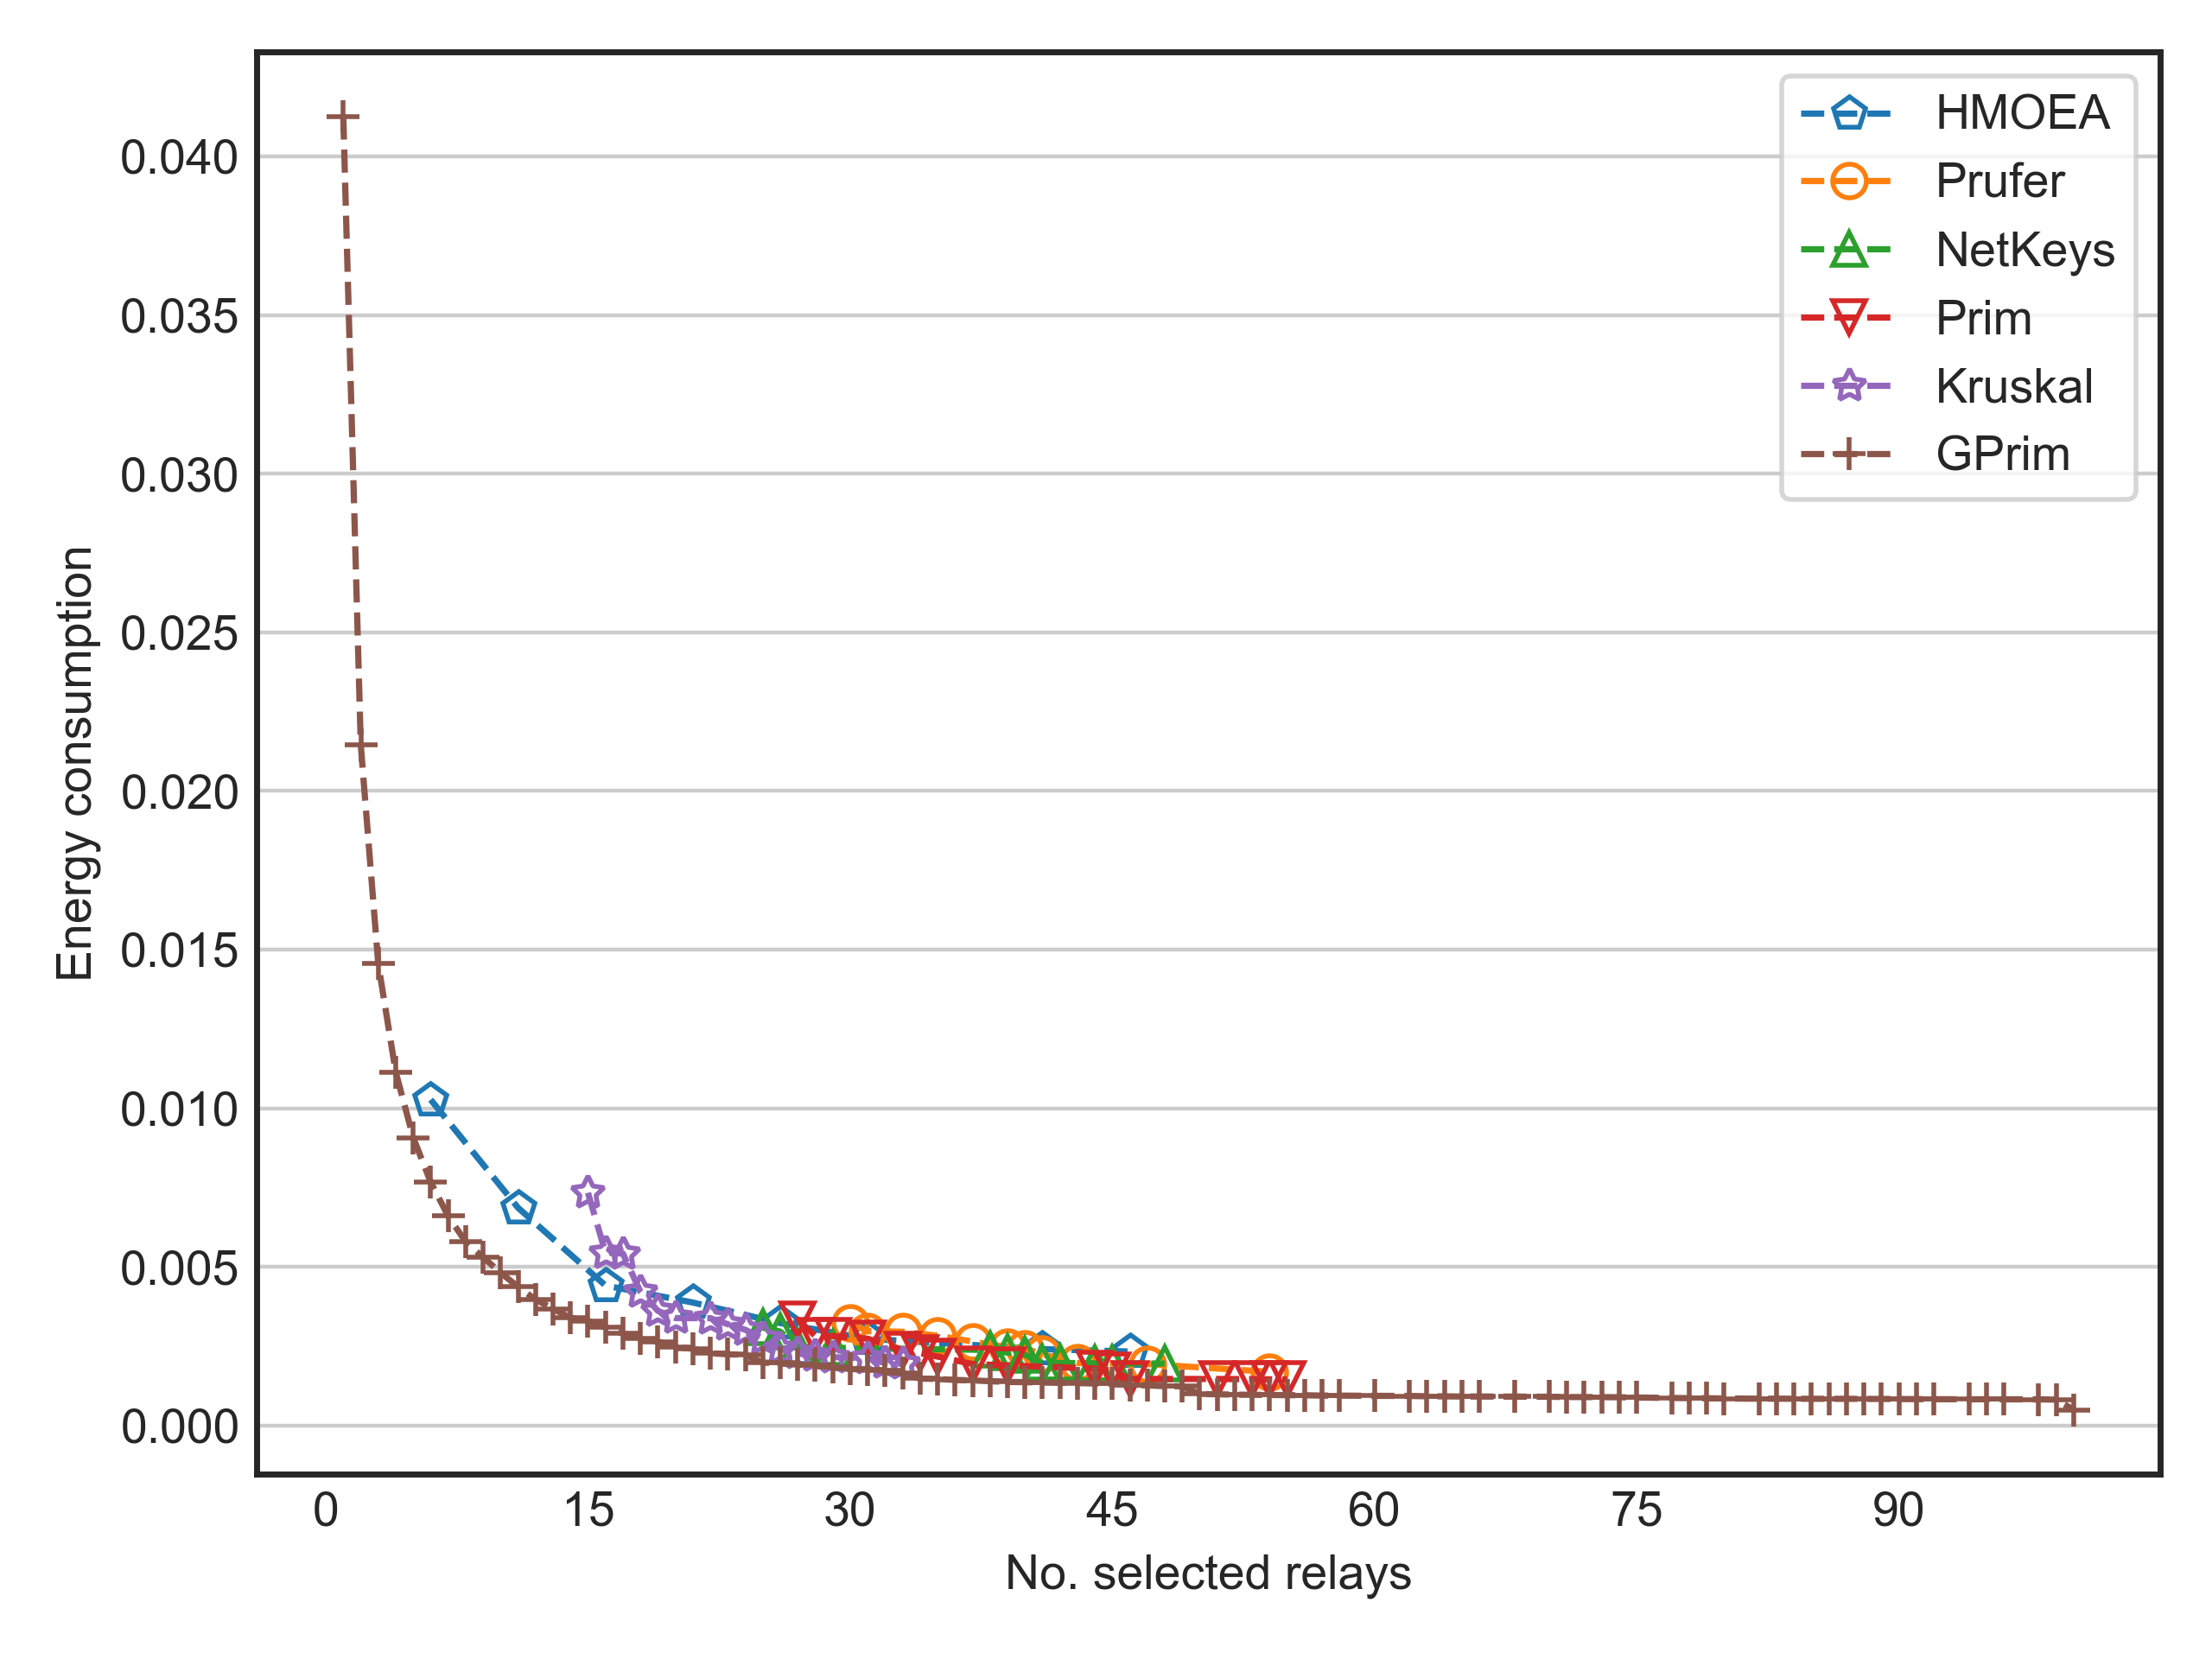 HMOEA
Prufer
NetKeys
Prim
Kruskal
GPrim
0.040
0.035
0.030
0.025
0.020
0.015
0.010
0.005
0.000
Energy consumption
0 15 30 45 60 75 90
No. selected relays